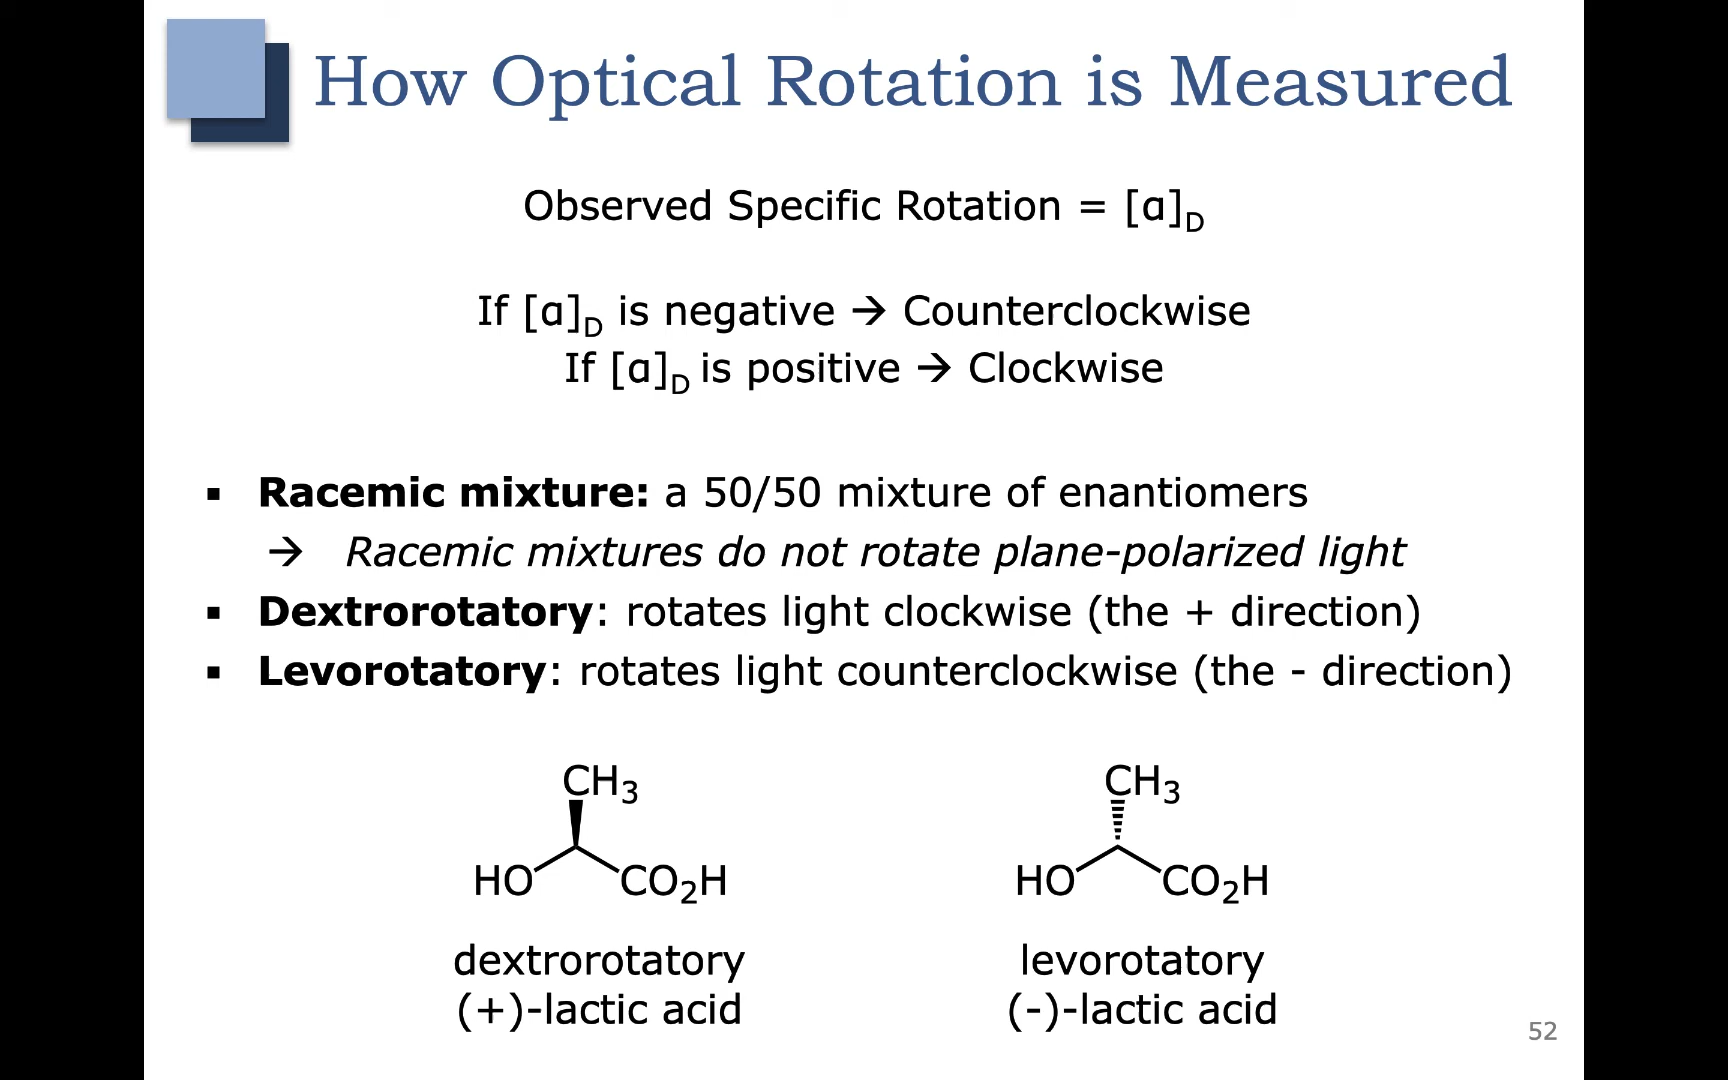 How Optical Rotation is Measured
Observed Specific Rotation = [ɑ]D
If [ɑ]D is negative → Counterclockwise
If [ɑ]D is positive → Clockwise
▪ Racemic mixture: a 50/50 mixture of enantiomers
→ Racemic mixtures do not rotate plane-polarized light
▪ Dextrorotatory: rotates light clockwise (the + direction)
▪ Levorotatory: rotates light counterclockwise (the - direction)
CH3
HO CO2H
dextrorotatory
(+)-lactic acid
CH3
HO CO2H
levorotatory
(-)-lactic acid
52